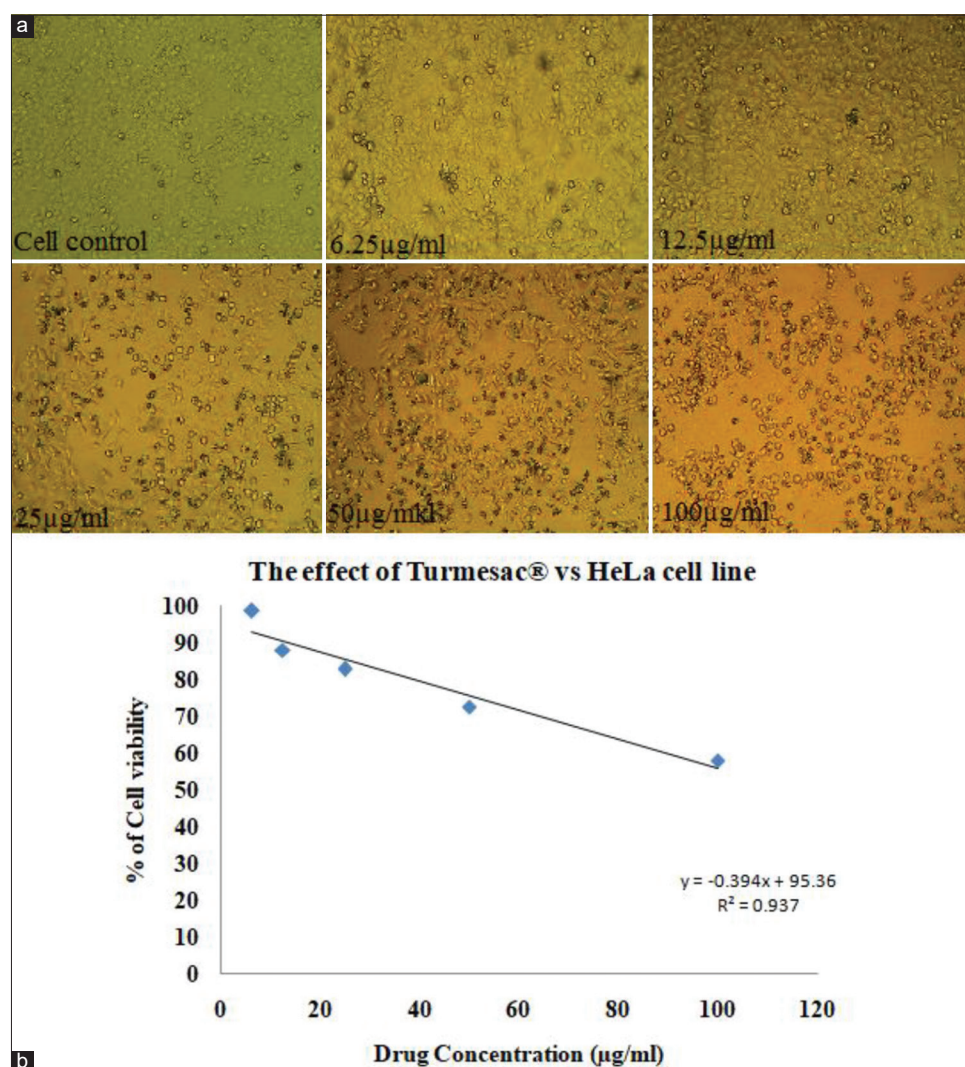 a
Cell control
6.25µg/ml
12.5µg/ml
25µg/ml
50µg/mkl
100µg/ml
The effect of Turmesac® vs HeLa cell line
% of Cell viability
100
90
80
70
60
50
40
30
20
10
0
y = -0.394x + 95.36
R² = 0.937
0 20 40 60 80 100 120
Drug Concentration (µg/ml)
b